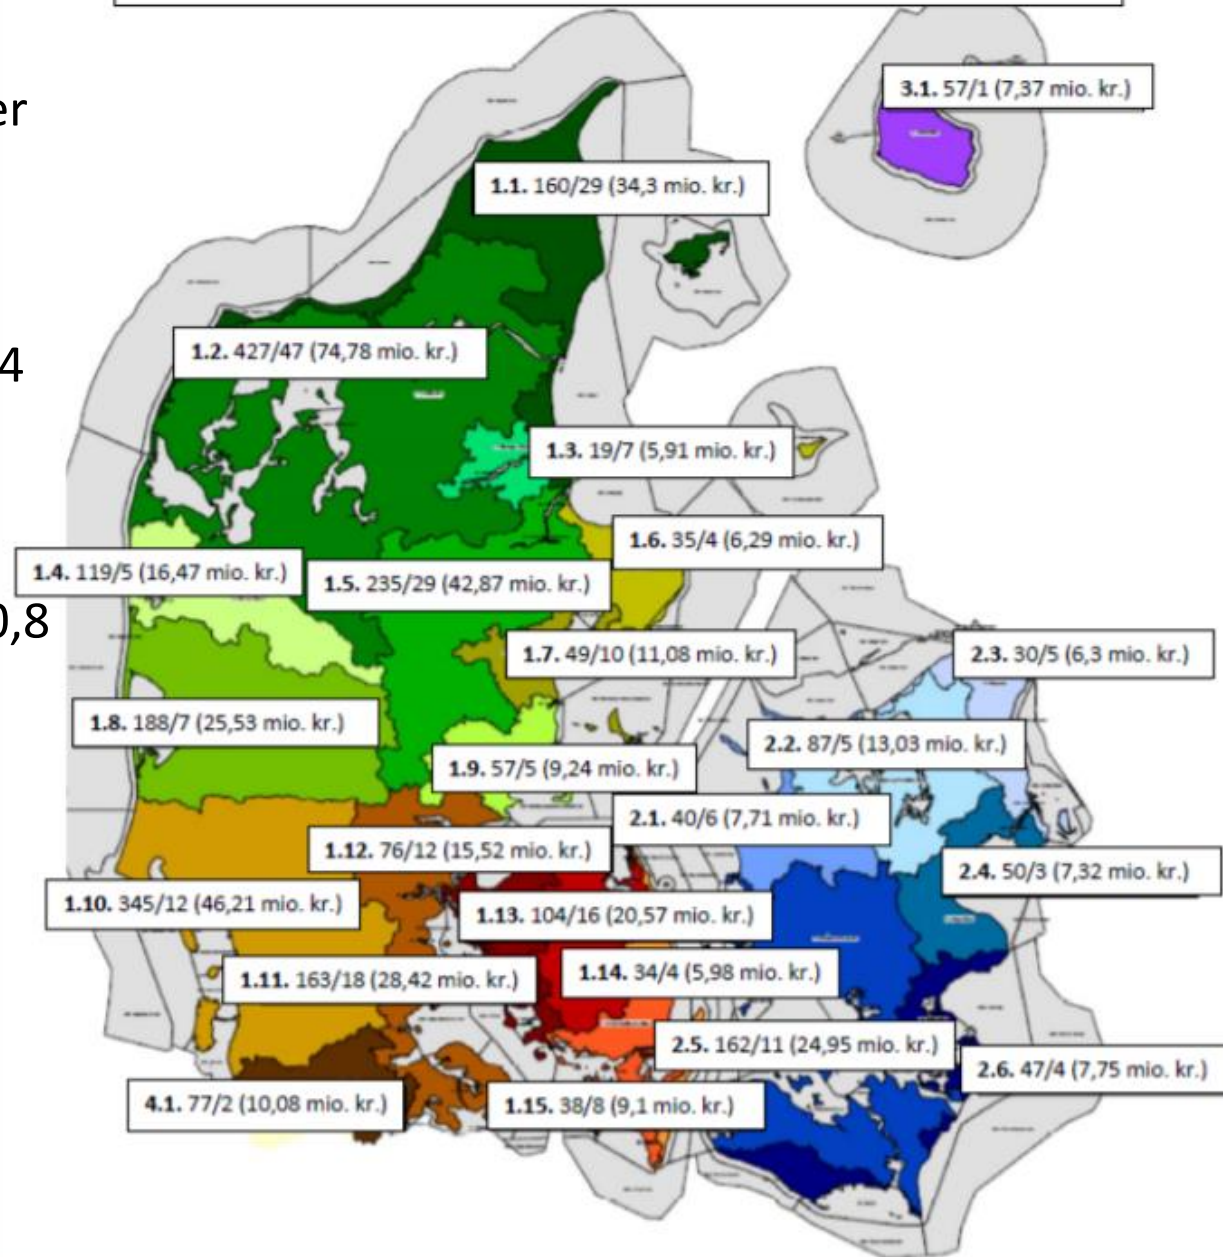 er
3.1. 57/1 (7,37 mio. kr.)
1.1. 160/29 (34,3 mio. kr.)
1.2. 427/47 (74,78 mio. kr.)
4
1.3. 19/7 (5,91 mio. kr.)
1.6. 35/4 (6,29 mio. kr.)
1.4. 119/5 (16,47 mio. kr.)
1.5. 235/29 (42,87 mio. kr.)
0,8
1.7. 49/10 (11,08 mio. kr.)
2.3. 30/5 (6,3 mio. kr.)
1.8. 188/7 (25,53 mio. kr.)
2.2. 87/5 (13,03 mio. kr.)
1.9. 57/5 (9,24 mio. kr.)
2.1. 40/6 (7,71 mio. kr.)
1.12. 76/12 (15,52 mio. kr.)
2.4. 50/3 (7,32 mio. kr.)
1.10. 345/12 (46,21 mio. kr.)
1.13. 104/16 (20,57 mio. kr.)
1.11. 163/18 (28,42 mio. kr.)
1.14. 34/4 (5,98 mio. kr.)
2.5. 162/11 (24,95 mio. kr.)
2.6. 47/4 (7,75 mio. kr.)
4.1. 77/2 (10,08 mio. kr.)
1.15. 38/8 (9,1 mio. kr.)